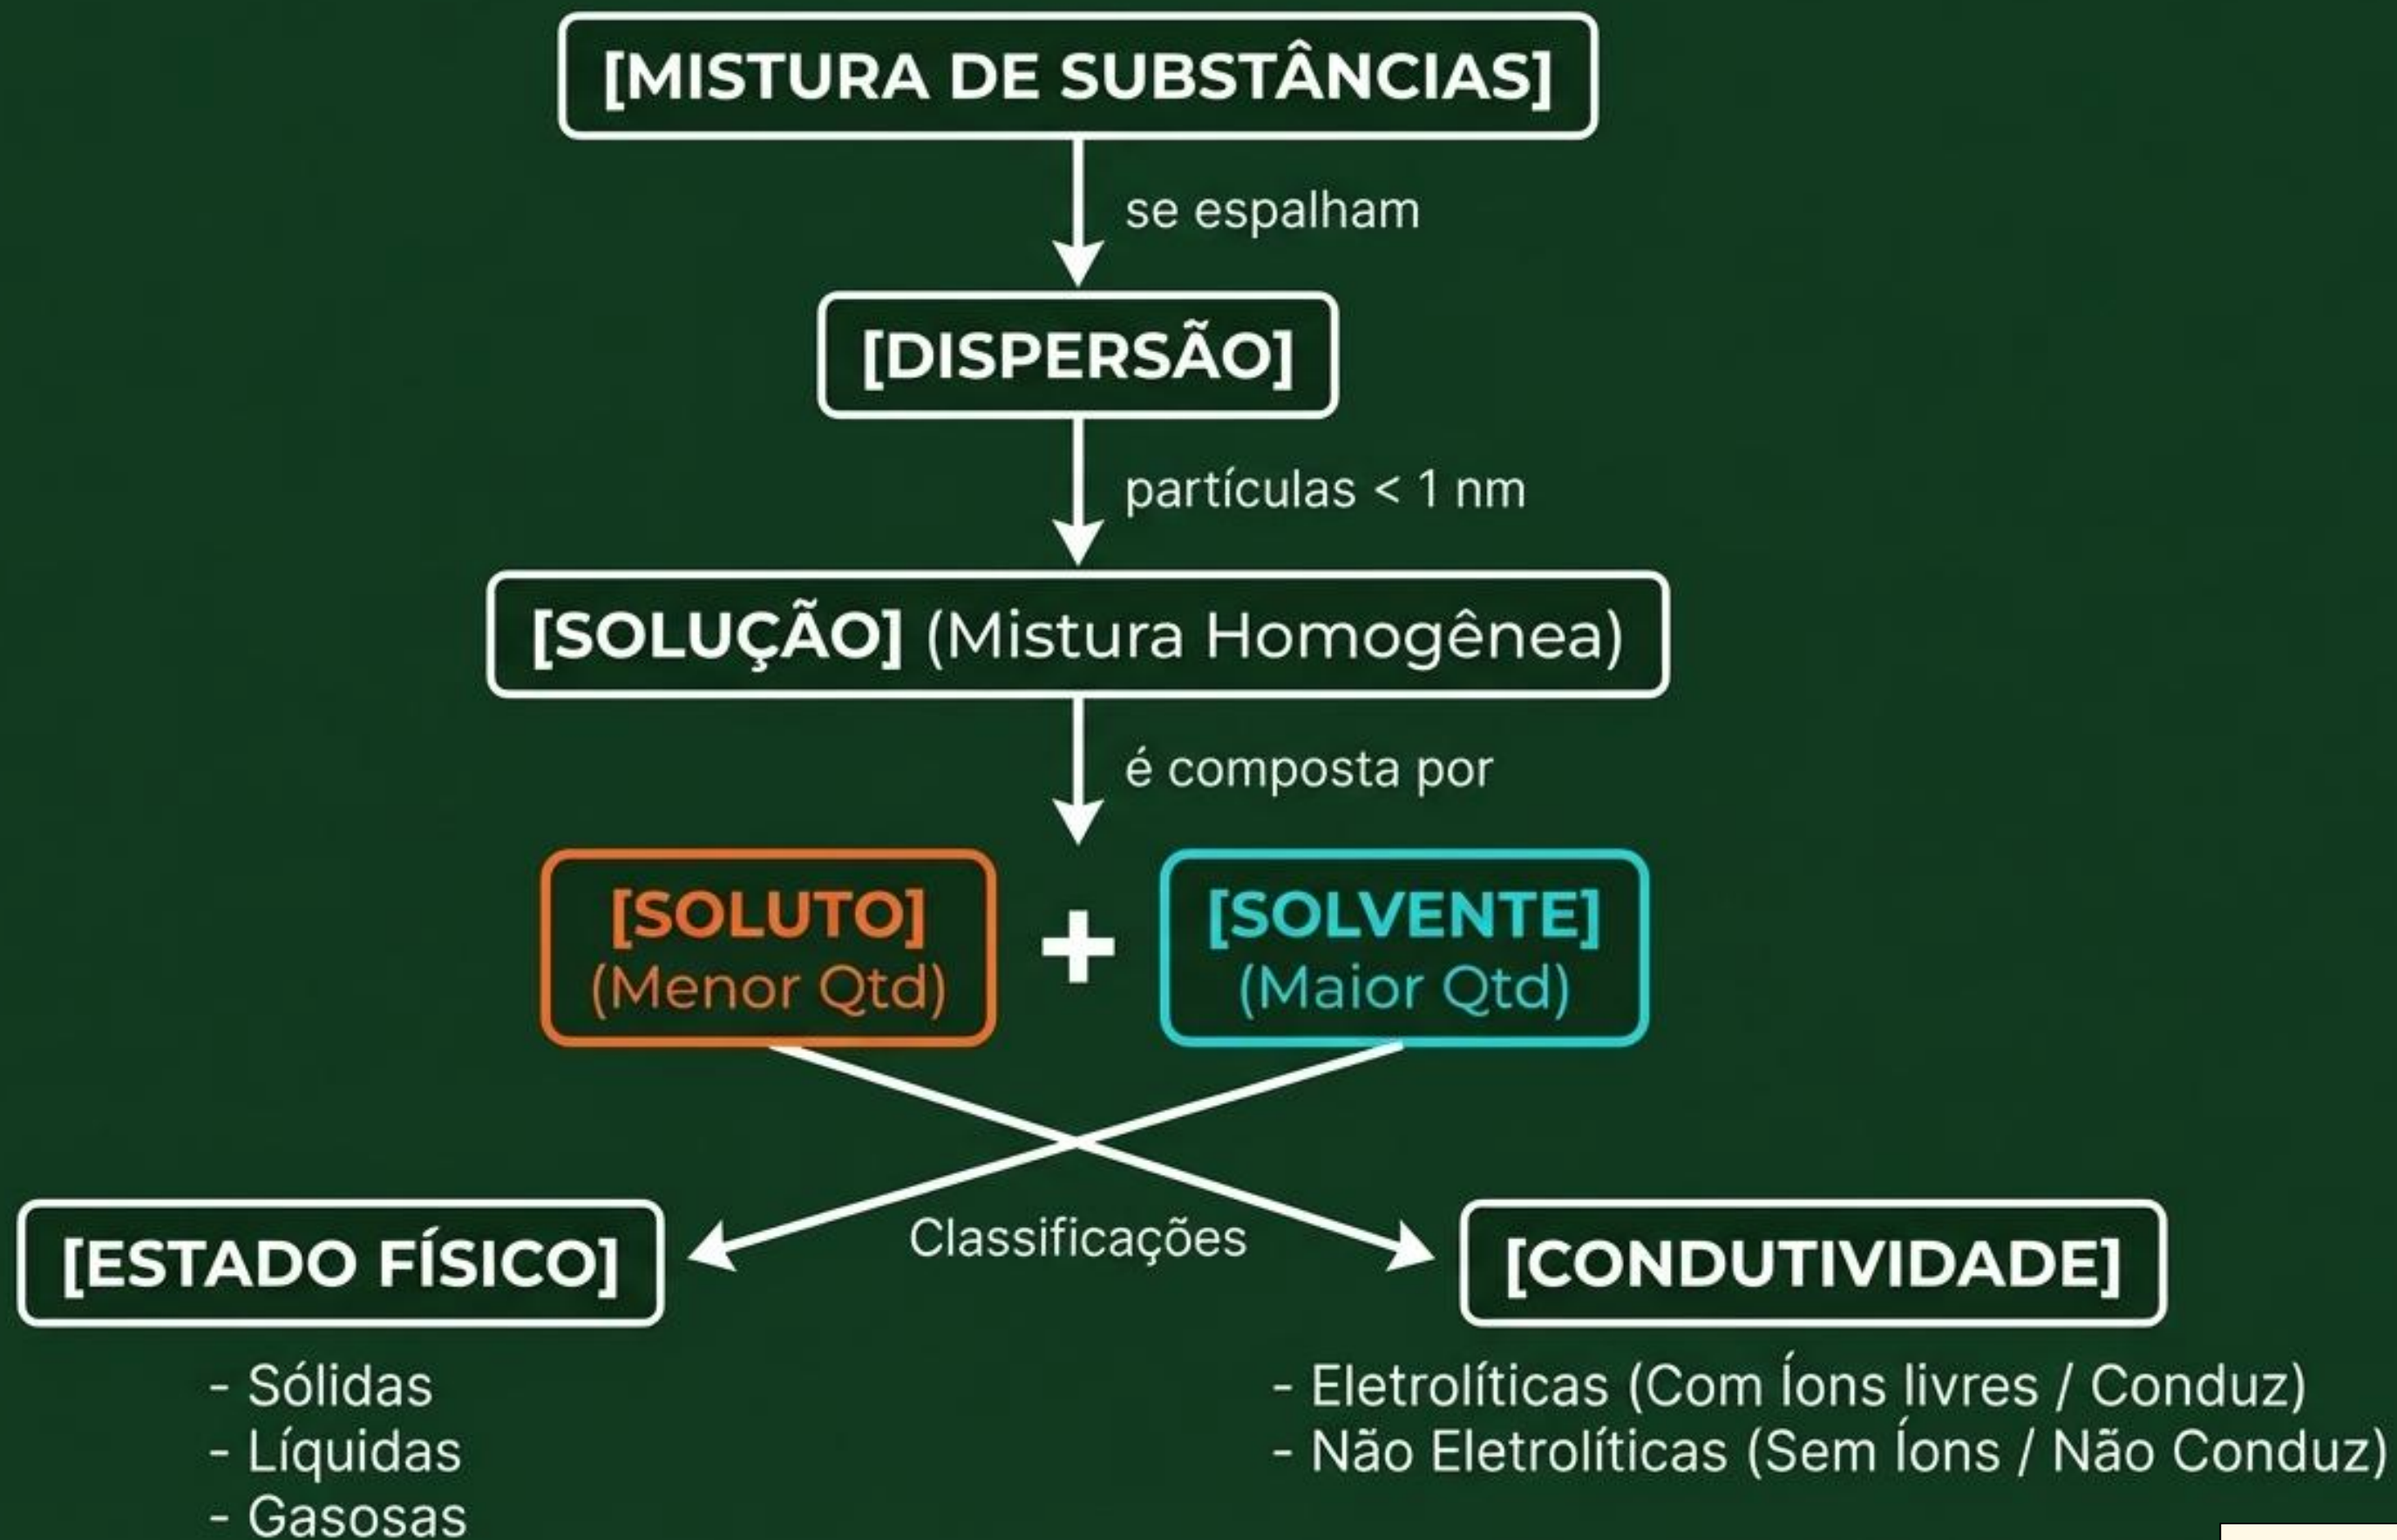 [MISTURA DE SUBSTÂNCIAS]
se espalham
[DISPERSÃO]
partículas < 1 nm
[SOLUÇÃO] (Mistura Homogênea)
é composta por
[SOLUTO]
(Menor Qtd)
+
[SOLVENTE]
(Maior Qtd)
Classificações
[ESTADO FÍSICO]
- Sólidas
- Líquidas
- Gasosas
[CONDUTIVIDADE]
- Eletrolíticas (Com Íons livres / Conduz)
- Não Eletrolíticas (Sem Íons / Não Conduz)